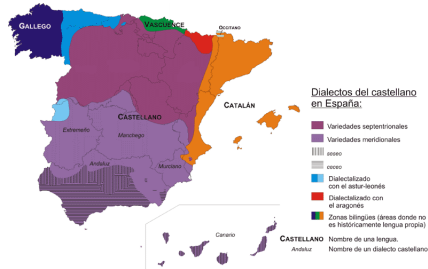 GALLEGO
VASCUENCE
OCCITANO
CASTELLANO
CATALÁN
Extremeño
Manchego
Andaluz
Murciano
Canario
Dialectos del castellano
en España:
Variedades septentrionales
Variedades meridionales
seseo
ceceo
Dialectalizado
con el astur-leonés
Dialectalizado con
el aragonés
Zonas bilingües (áreas donde no
es históricamente lengua propia)
CASTELLANO Nombre de una lengua.
Andaluz Nombre de un dialecto castellano